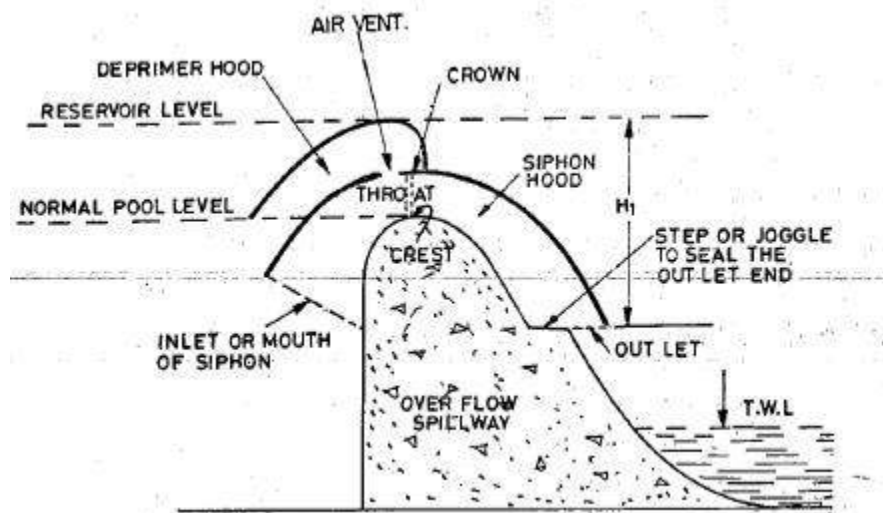 AIR VENT.
DEPRIMER HOOD
CROWN
RESERVOIR LEVEL
SIPHON
HOOD
THROAT
NORMAL POOL LEVEL
H1
CREST
STEP OR JOGGLE
TO SEAL THE
OUT LET END
INLET OR MOUTH
OF SIPHON
OUT LET
OVER FLOW
SPILLWAY
T.W.L